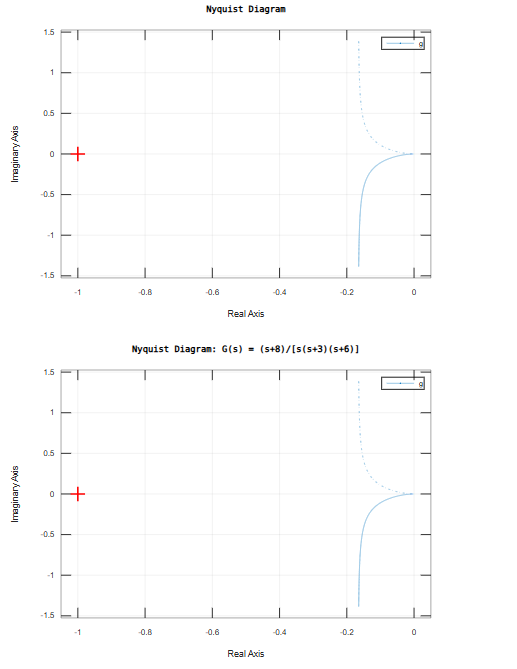 Nyquist Diagram
1.5
g
1
0.5
0
-0.5
-1
-1.5
Imaginary Axis
-1 -0.8 -0.6 -0.4 -0.2 0
Real Axis
Nyquist Diagram: G(s) = (s+8)/[s(s+3)(s+6)]
1.5
g
1
0.5
0
-0.5
-1
-1.5
Imaginary Axis
-1 -0.8 -0.6 -0.4 -0.2 0
Real Axis